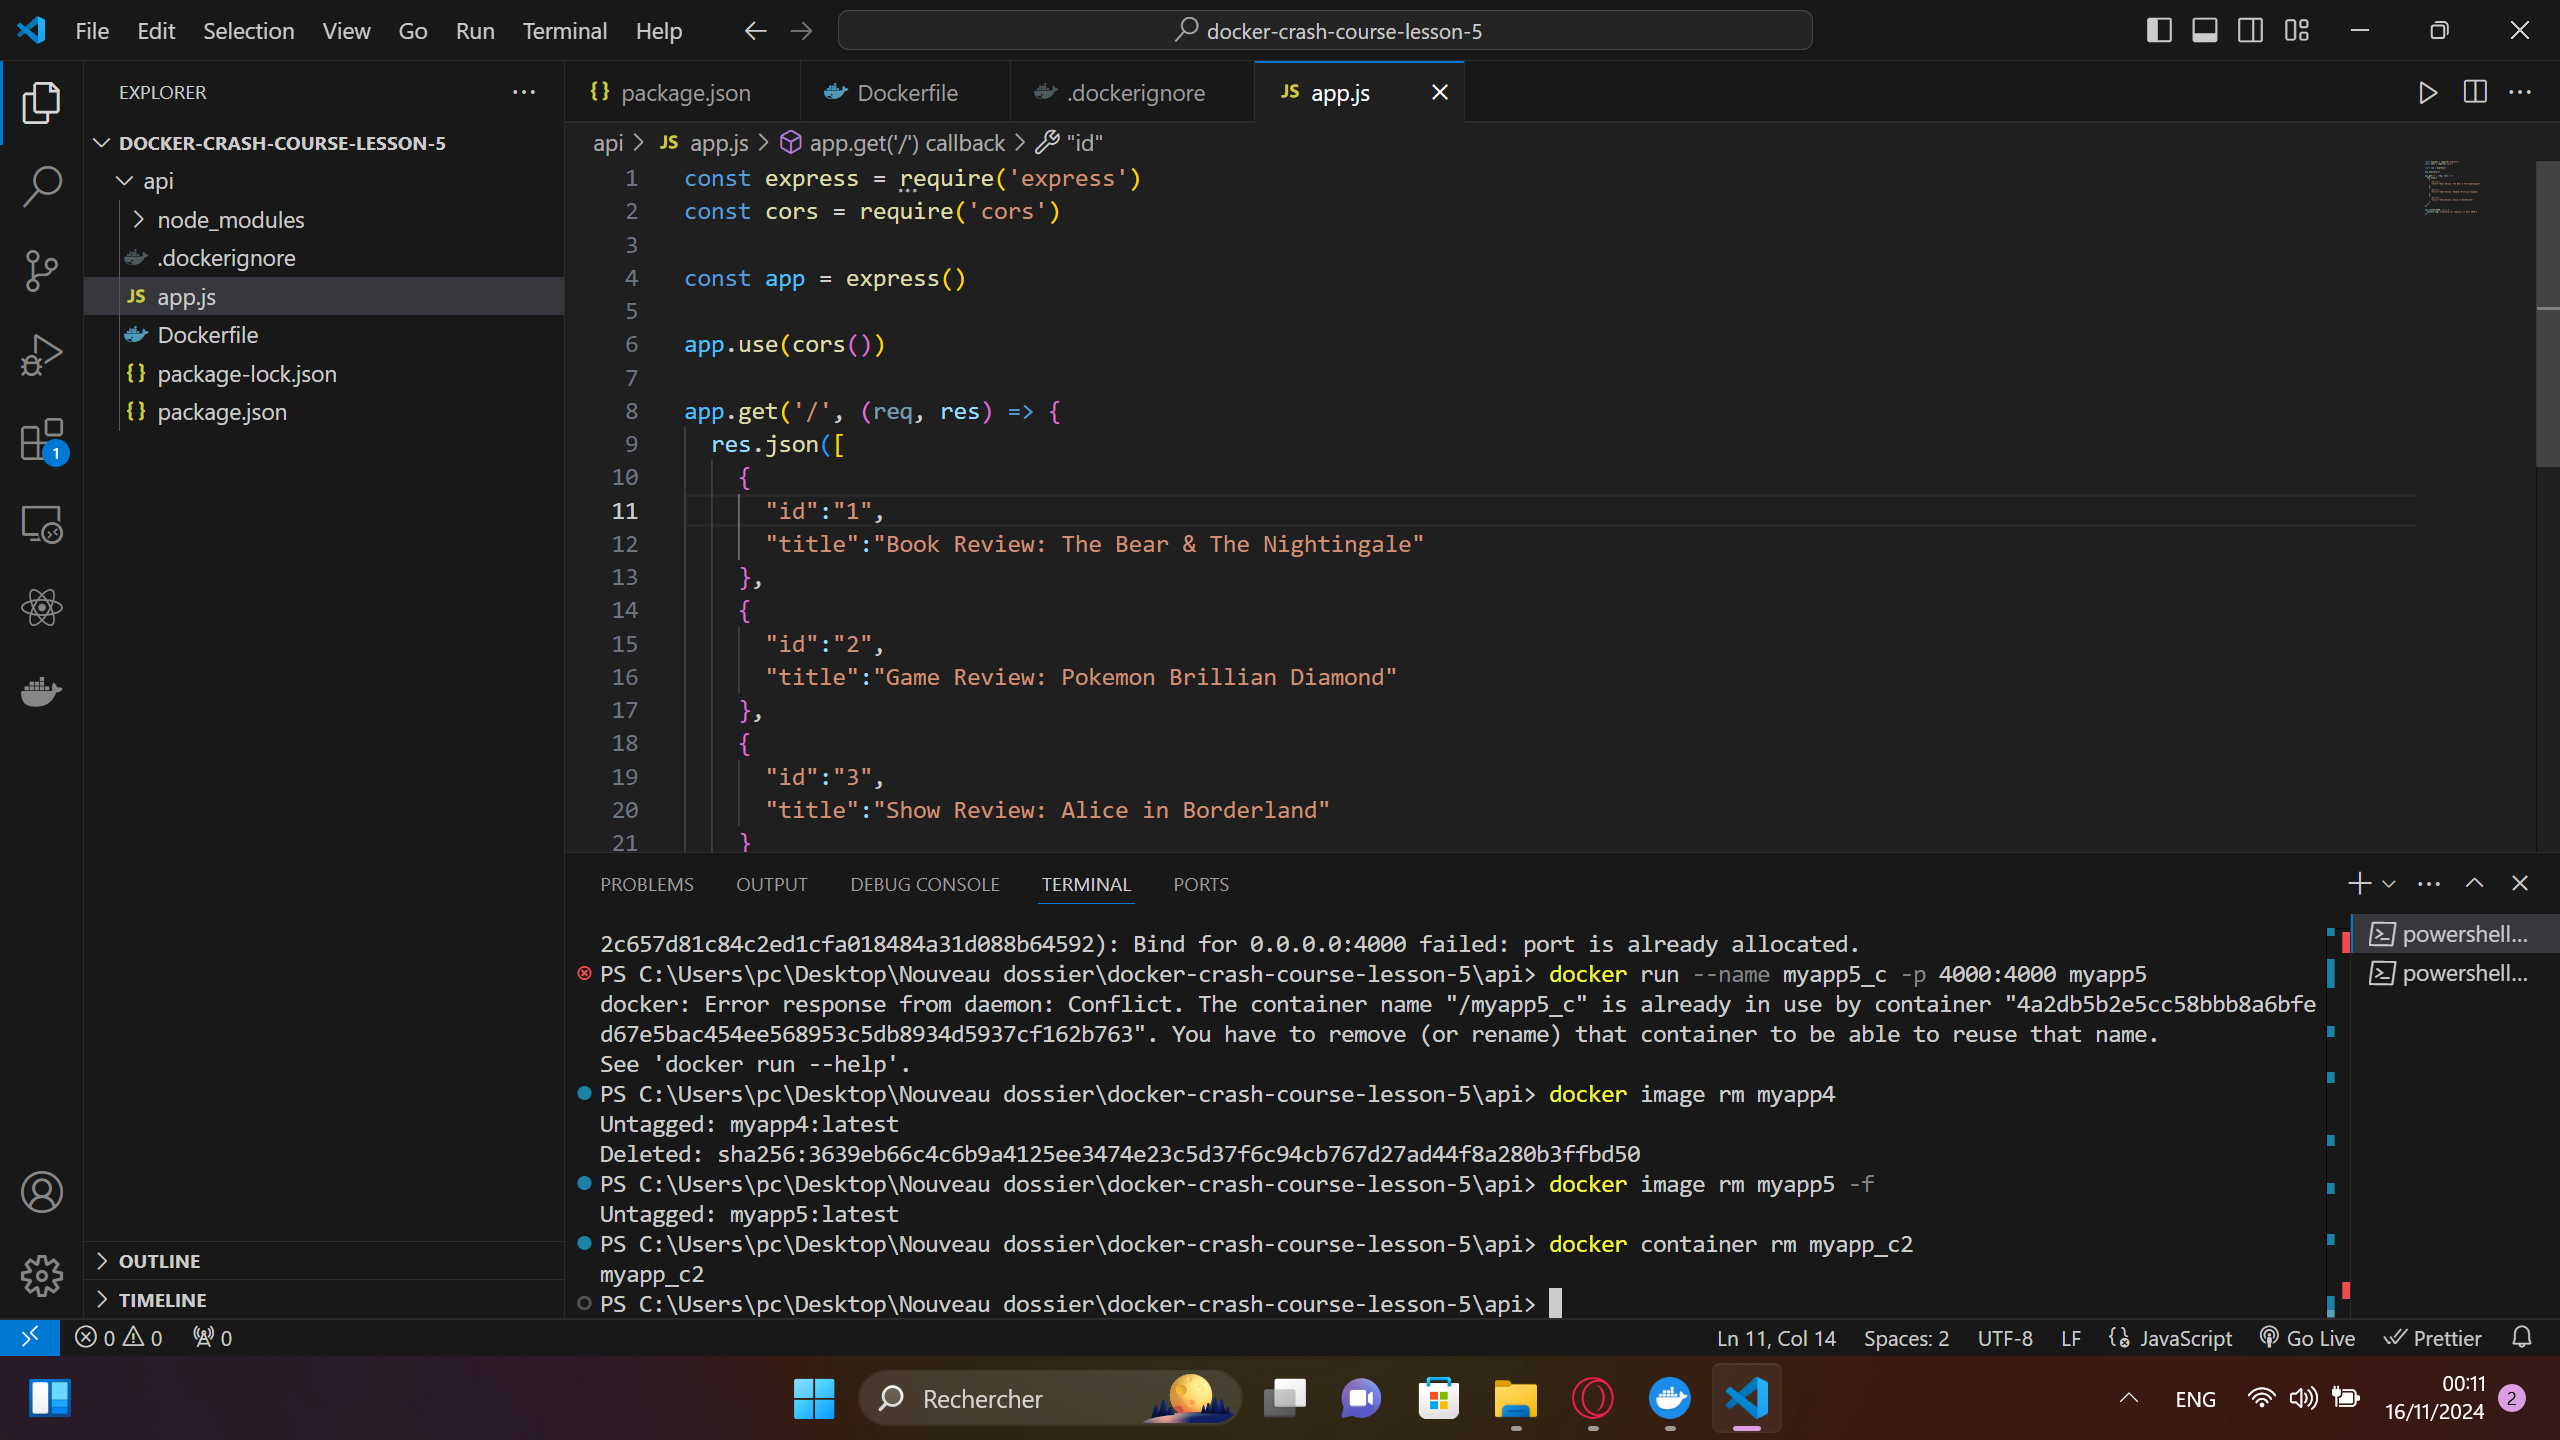 File Edit Selection View Go Run Terminal Help
docker-crash-course-lesson-5
EXPLORER
DOCKER-CRASH-COURSE-LESSON-5
api
node_modules
.dockerignore
JS app.js
Dockerfile
{} package-lock.json
{} package.json
1
OUTLINE
TIMELINE
{} package.json
Dockerfile
.dockerignore
JS app.js
api > JS app.js > app.get('/') callback > "id"
1 const express = require('express')
2 const cors = require('cors')
3
4 const app = express()
5
6 app.use(cors())
7
8 app.get('/', (req, res) => {
9 res.json([
10 {
11 "id":"1",
12 "title":"Book Review: The Bear & The Nightingale"
13 },
14 {
15 "id":"2",
16 "title":"Game Review: Pokemon Brillian Diamond"
17 },
18 {
19 "id":"3",
20 "title":"Show Review: Alice in Borderland"
21 }
PROBLEMS OUTPUT DEBUG CONSOLE TERMINAL PORTS
2c657d81c84c2ed1cfa018484a31d088b64592): Bind for 0.0.0.0:4000 failed: port is already allocated.
PS C:\Users\pc\Desktop\Nouveau dossier\docker-crash-course-lesson-5\api> docker run --name myapp5_c -p 4000:4000 myapp5
docker: Error response from daemon: Conflict. The container name "/myapp5_c" is already in use by container "4a2db5b2e5cc58bbb8a6bfe
d67e5bac454ee568953c5db8934d5937cf162b763". You have to remove (or rename) that container to be able to reuse that name.
See 'docker run --help'.
PS C:\Users\pc\Desktop\Nouveau dossier\docker-crash-course-lesson-5\api> docker image rm myapp4
Untagged: myapp4:latest
Deleted: sha256:3639eb66c4c6b9a4125ee3474e23c5d37f6c94cb767d27ad44f8a280b3ffbd50
PS C:\Users\pc\Desktop\Nouveau dossier\docker-crash-course-lesson-5\api> docker image rm myapp5 -f
Untagged: myapp5:latest
PS C:\Users\pc\Desktop\Nouveau dossier\docker-crash-course-lesson-5\api> docker container rm myapp_c2
myapp_c2
PS C:\Users\pc\Desktop\Nouveau dossier\docker-crash-course-lesson-5\api>
powershell...
powershell...
0 0 0
Ln 11, Col 14 Spaces: 2 UTF-8 LF JavaScript Go Live Prettier
Rechercher
ENG
00:11
16/11/2024
2